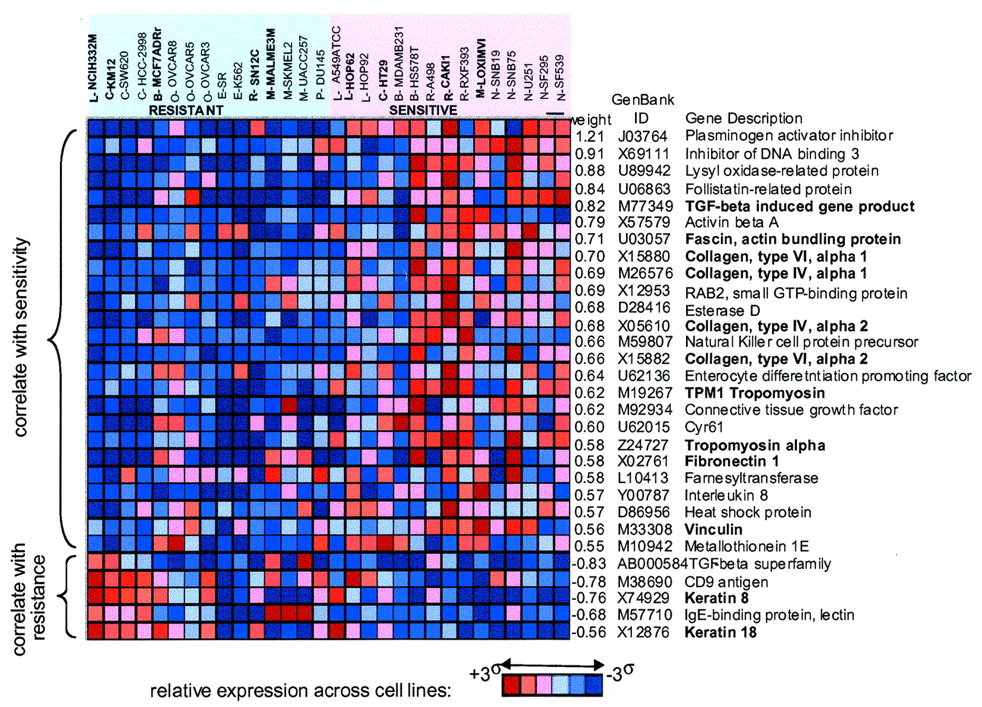 L- NCIH332M
C-KM12
C-SW620
C- HCC-2998
B- MCF7ADRr
O- OVCAR8
O- OVCAR5
O- OVCAR3
E-SR
E-K562
R- SN12C
M-MALME3M
M-SKMEL2
M-UACC257
P- DU145
L- A549ATCC
L-HOP62
L- HOP92
C-HT29
B- MDAMB231
B-HS578T
R-A498
R-CAKI1
R-RXF393
M-LOXIMVI
N-SNB19
N-SNB75
N-U251
N-SF295
N-SF539
RESISTANT SENSITIVE
GenBank
weight ID Gene Description
1.21 J03764 Plasminogen activator inhibitor
0.91 X69111 Inhibitor of DNA binding 3
0.88 U89942 Lysyl oxidase-related protein
0.84 U06863 Follistatin-related protein
0.82 M77349 TGF-beta induced gene product
0.79 X57579 Activin beta A
0.71 U03057 Fascin, actin bundling protein
0.70 X15880 Collagen, type VI, alpha 1
0.69 M26576 Collagen, type IV, alpha 1
0.69 X12953 RAB2, small GTP-binding protein
0.68 D28416 Esterase D
0.68 X05610 Collagen, type IV, alpha 2
0.66 M59807 Natural Killer cell protein precursor
0.66 X15882 Collagen, type VI, alpha 2
0.64 U62136 Enterocyte differetntiation promoting factor
0.62 M19267 TPM1 Tropomyosin
0.62 M92934 Connective tissue growth factor
0.60 U62015 Cyr61
0.58 Z24727 Tropomyosin alpha
0.58 X02761 Fibronectin 1
0.58 L10413 Farnesyltransferase
0.57 Y00787 Interleukin 8
0.57 D86956 Heat shock protein
0.56 M33308 Vinculin
0.55 M10942 Metallothionein 1E
-0.83 AB000584TGFbeta superfamily
-0.78 M38690 CD9 antigen
-0.76 X74929 Keratin 8
-0.68 M57710 IgE-binding protein, lectin
-0.56 X12876 Keratin 18
correlate with sensitivity
correlate with
resistance
relative expression across cell lines: +3σ -3σ